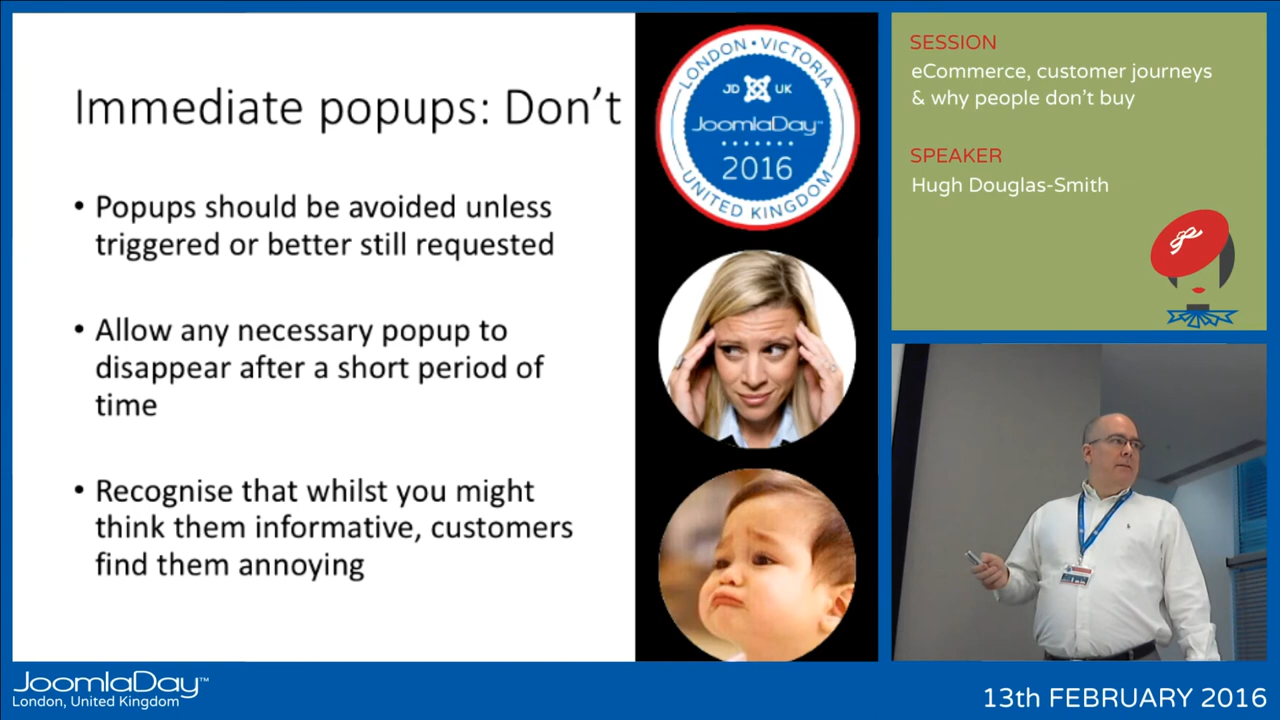 Immediate popups: Don't
• Popups should be avoided unless
triggered or better still requested
• Allow any necessary popup to
disappear after a short period of
time
• Recognise that whilst you might
think them informative, customers
find them annoying
LONDON • VICTORIA
JD UK
JoomlaDay™
2016
UNITED KINGDOM
SESSION
eCommerce, customer journeys
& why people don't buy
SPEAKER
Hugh Douglas-Smith
JoomlaDay™
London, United Kingdom
13th FEBRUARY 2016